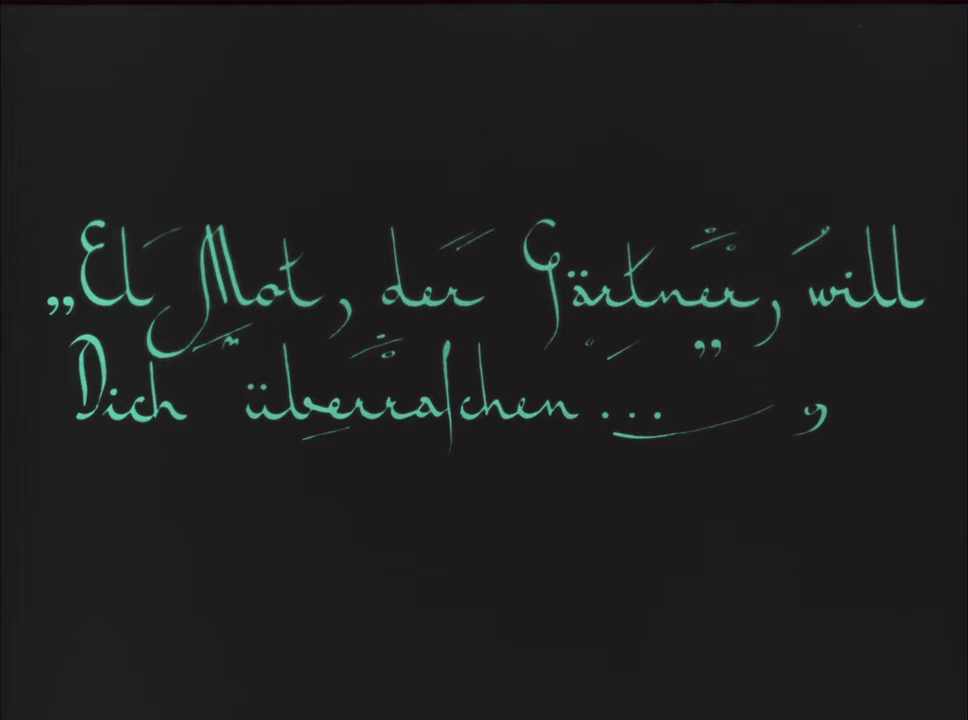 „El Mot, der Gärtner, will
Dich überraſchen...